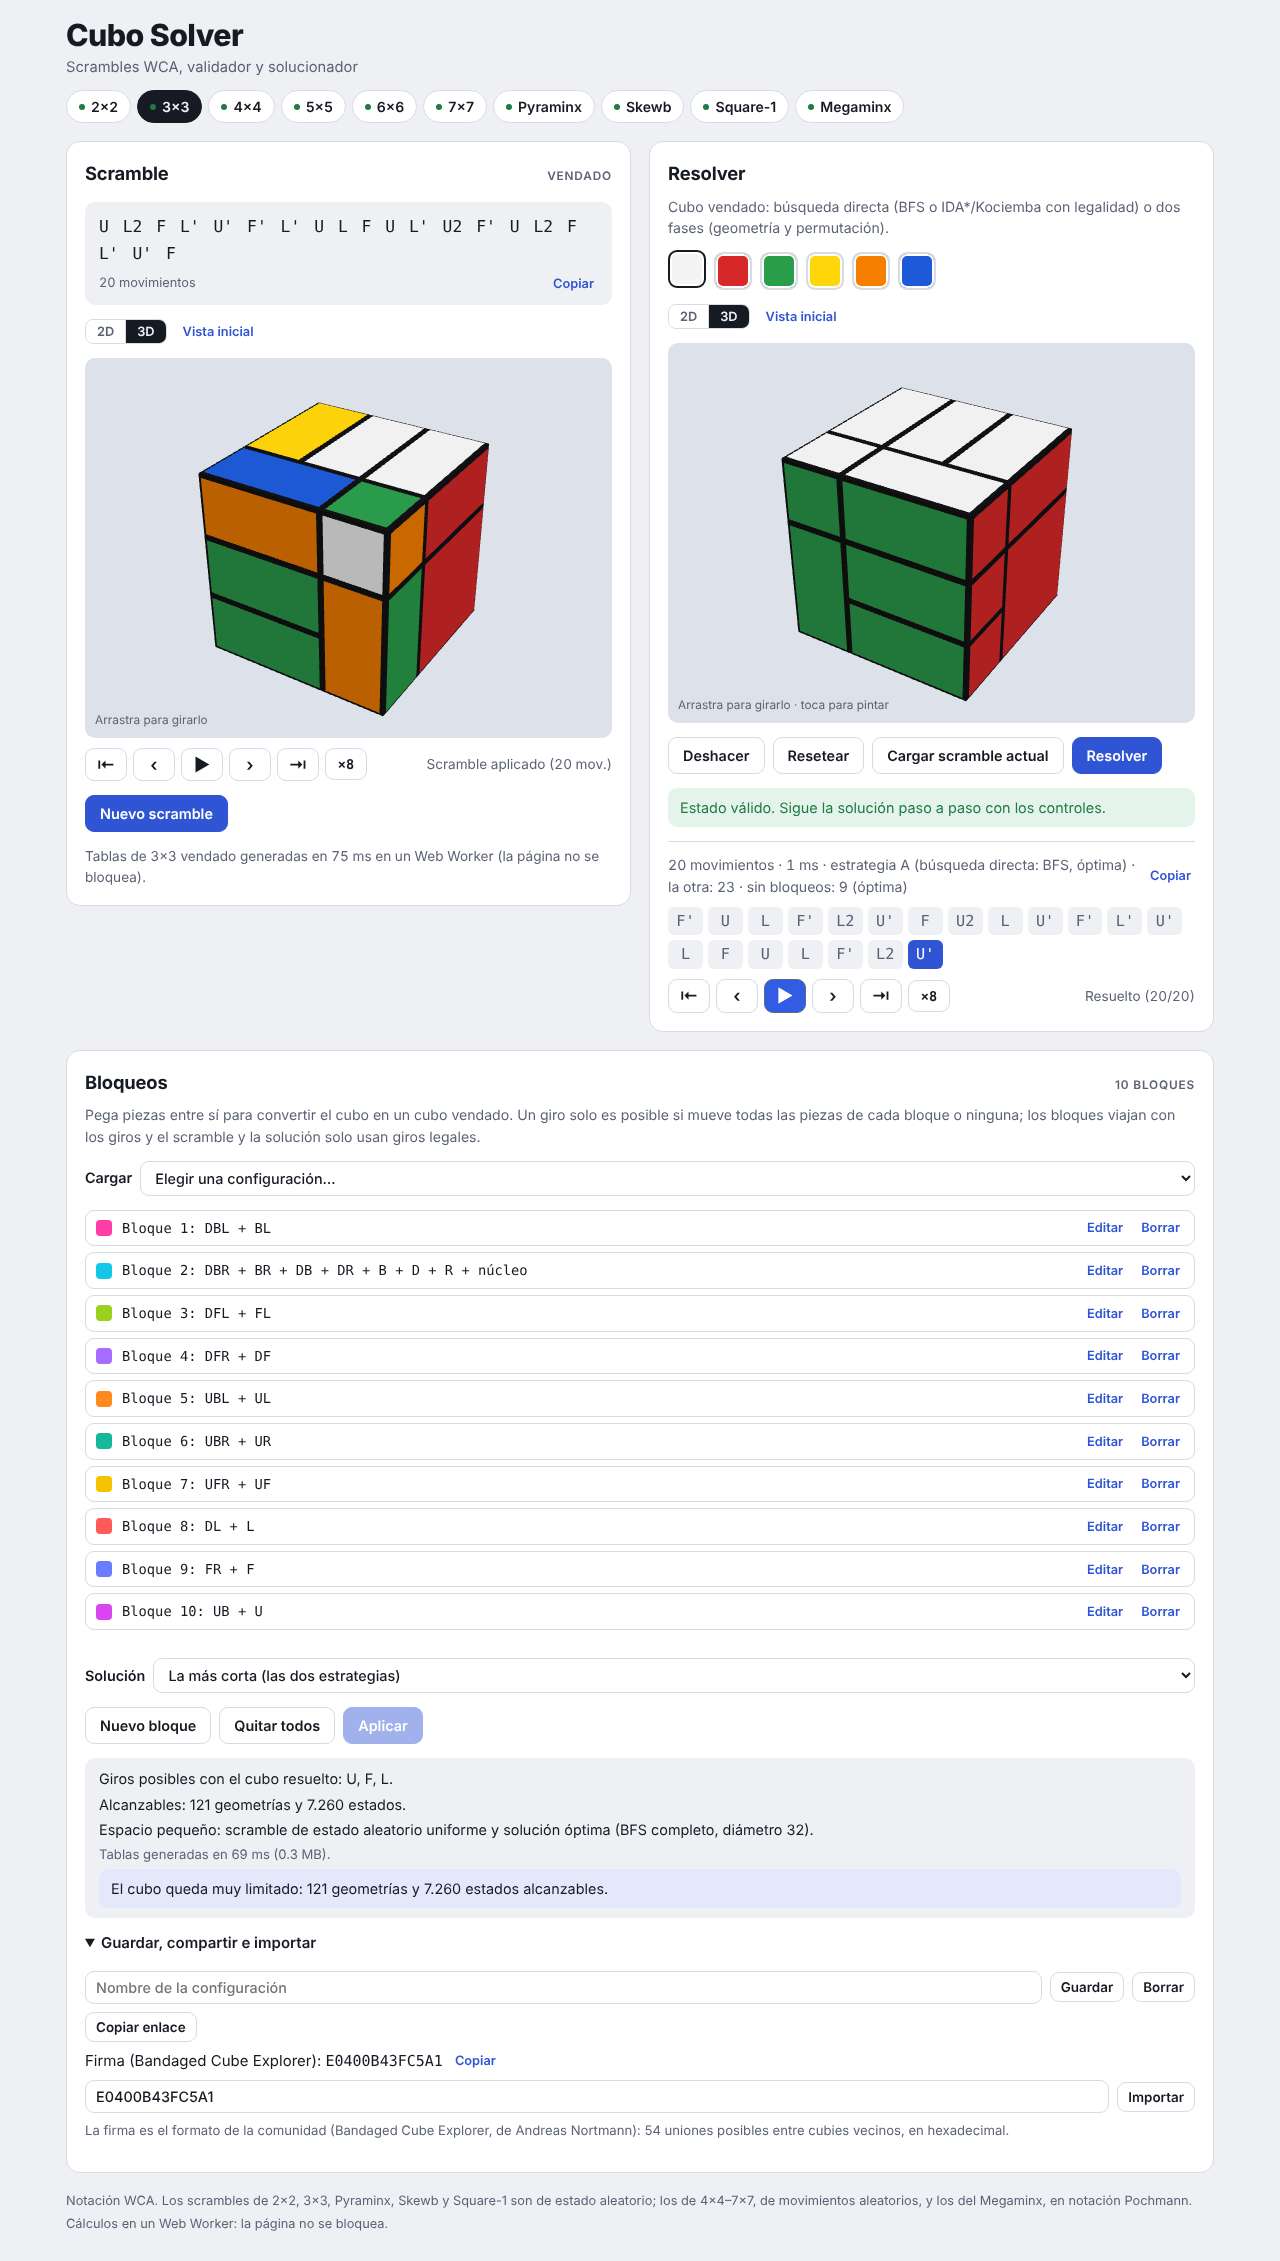 Cubo Solver
Scrambles WCA, validador y solucionador
2×2
3×3
4×4
5×5
6×6
7×7
Pyraminx
Skewb
Square-1
Megaminx
Scramble
VENDADO
U L2 F L' U' F' L' U L F U L' U2 F' U L2 F
L' U' F
20 movimientos
Copiar
2D
3D
Vista inicial
Arrastra para girarlo
×8
Scramble aplicado (20 mov.)
Nuevo scramble
Tablas de 3×3 vendado generadas en 75 ms en un Web Worker (la página no se
bloquea).
Resolver
Cubo vendado: búsqueda directa (BFS o IDA*/Kociemba con legalidad) o dos
fases (geometría y permutación).
2D
3D
Vista inicial
Arrastra para girarlo · toca para pintar
Deshacer
Resetear
Cargar scramble actual
Resolver
Estado válido. Sigue la solución paso a paso con los controles.
20 movimientos · 1 ms · estrategia A (búsqueda directa: BFS, óptima) ·
la otra: 23 · sin bloqueos: 9 (óptima)
Copiar
F' U L F' L2 U' F U2 L U' F' L' U'
L F U L F' L2 U'
×8
Resuelto (20/20)
Bloqueos
10 BLOQUES
Pega piezas entre sí para convertir el cubo en un cubo vendado. Un giro solo es posible si mueve todas las piezas de cada bloque o ninguna; los bloques viajan con
los giros y el scramble y la solución solo usan giros legales.
Cargar
Elegir una configuración...
Bloque 1: DBL + BL
Editar
Borrar
Bloque 2: DBR + BR + DB + DR + B + D + R + núcleo
Editar
Borrar
Bloque 3: DFL + FL
Editar
Borrar
Bloque 4: DFR + DF
Editar
Borrar
Bloque 5: UBL + UL
Editar
Borrar
Bloque 6: UBR + UR
Editar
Borrar
Bloque 7: UFR + UF
Editar
Borrar
Bloque 8: DL + L
Editar
Borrar
Bloque 9: FR + F
Editar
Borrar
Bloque 10: UB + U
Editar
Borrar
Solución
La más corta (las dos estrategias)
Nuevo bloque
Quitar todos
Aplicar
Giros posibles con el cubo resuelto: U, F, L.
Alcanzables: 121 geometrías y 7.260 estados.
Espacio pequeño: scramble de estado aleatorio uniforme y solución óptima (BFS completo, diámetro 32).
Tablas generadas en 69 ms (0.3 MB).
El cubo queda muy limitado: 121 geometrías y 7.260 estados alcanzables.
Guardar, compartir e importar
Nombre de la configuración
Guardar
Borrar
Copiar enlace
Firma (Bandaged Cube Explorer): E0400B43FC5A1
Copiar
E0400B43FC5A1
Importar
La firma es el formato de la comunidad (Bandaged Cube Explorer, de Andreas Nortmann): 54 uniones posibles entre cubies vecinos, en hexadecimal.
Notación WCA. Los scrambles de 2×2, 3×3, Pyraminx, Skewb y Square-1 son de estado aleatorio; los de 4×4–7×7, de movimientos aleatorios, y los del Megaminx, en notación Pochmann.
Cálculos en un Web Worker: la página no se bloquea.